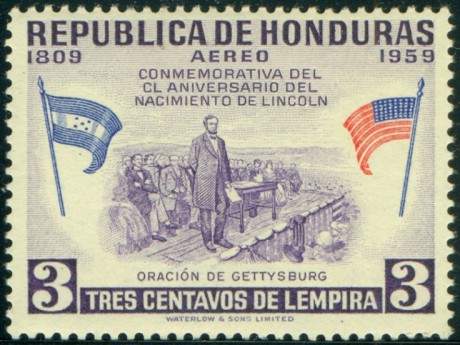 REPUBLICA DE HONDURAS
1809 AEREO 1959
CONMEMORATIVA DEL
CL ANIVERSARIO DEL
NACIMIENTO DE LINCOLN
ORACIÓN DE GETTYSBURG
3 TRES CENTAVOS DE LEMPIRA 3
WATERLOW & SONS LIMITED